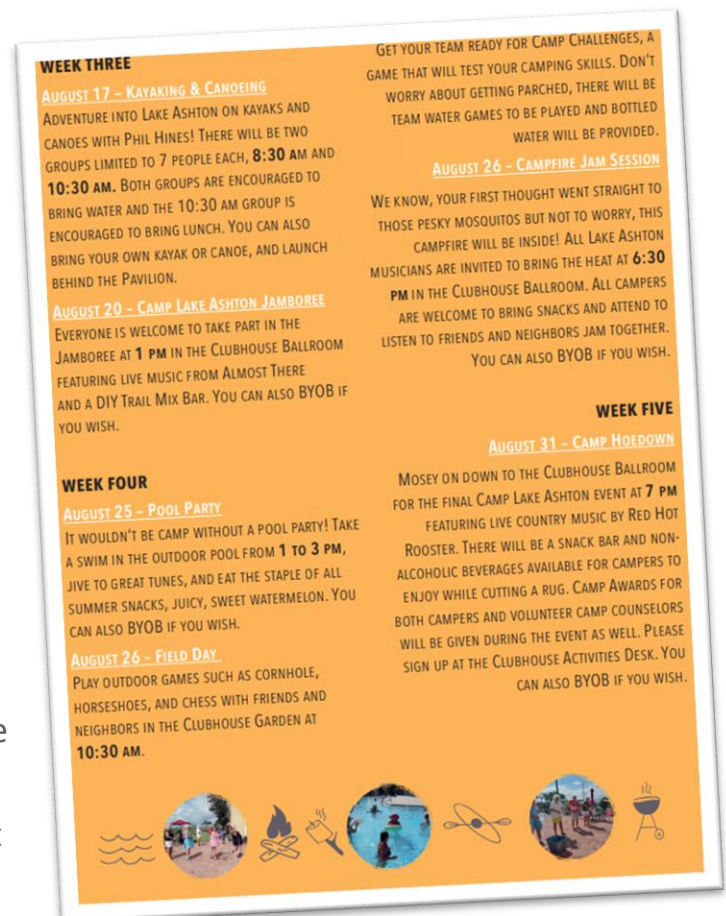 WEEK THREE
August 17 – Kayaking & Canoeing
Adventure into Lake Ashton on kayaks and
canoes with Phil Hines! There will be two
groups limited to 7 people each, 8:30 am and
10:30 am. Both groups are encouraged to
bring water and the 10:30 am group is
encouraged to bring lunch. You can also
bring your own kayak or canoe, and launch
behind the Pavilion.
August 20 – Camp Lake Ashton Jamboree
Everyone is welcome to take part in the
Jamboree at 1 pm in the Clubhouse Ballroom
featuring live music from Almost There
and a DIY Trail Mix Bar. You can also BYOB if
you wish.
WEEK FOUR
August 25 – Pool Party
It wouldn't be camp without a pool party! Take
a swim in the outdoor pool from 1 to 3 pm,
jive to great tunes, and eat the staple of all
summer snacks, juicy, sweet watermelon. You
can also BYOB if you wish.
August 26 – Field Day
Play outdoor games such as cornhole,
horseshoes, and chess with friends and
neighbors in the Clubhouse Garden at
10:30 am.
Get your team ready for Camp Challenges, a
game that will test your camping skills. Don't
worry about getting parched, there will be
team water games to be played and bottled
water will be provided.
August 26 – Campfire Jam Session
We know, your first thought went straight to
those pesky mosquitos but not to worry, this
campfire will be inside! All Lake Ashton
musicians are invited to bring the heat at 6:30
pm in the Clubhouse Ballroom. All campers
are welcome to bring snacks and attend to
listen to friends and neighbors jam together.
You can also BYOB if you wish.
WEEK FIVE
August 31 – Camp Hoedown
Mosey on down to the Clubhouse Ballroom
for the final Camp Lake Ashton event at 7 pm
featuring live country music by Red Hot
Rooster. There will be a snack bar and non-
alcoholic beverages available for campers to
enjoy while cutting a rug. Camp Awards for
both campers and volunteer camp counselors
will be given during the event as well. Please
sign up at the Clubhouse Activities Desk. You
can also BYOB if you wish.